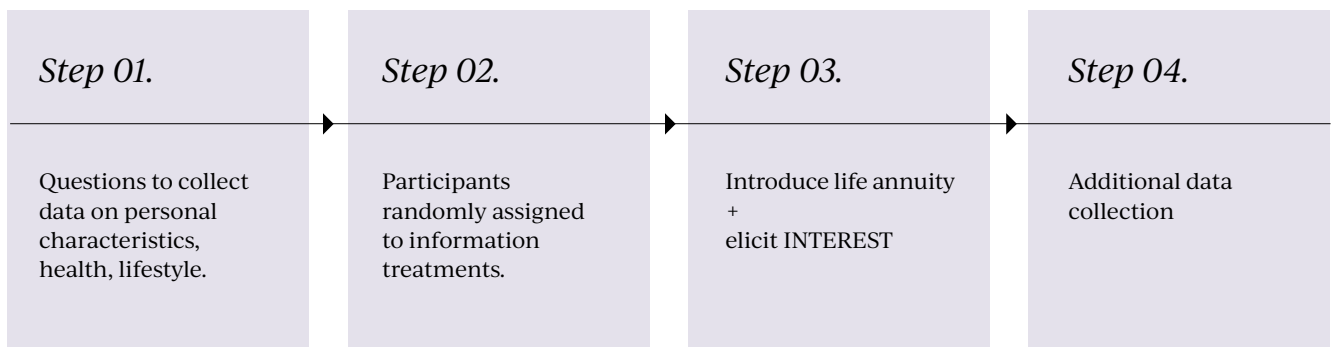 Step 01.
Questions to collect
data on personal
characteristics,
health, lifestyle.
Step 02.
Participants
randomly assigned
to information
treatments.
Step 03.
Introduce life annuity
+
elicit INTEREST
Step 04.
Additional data
collection